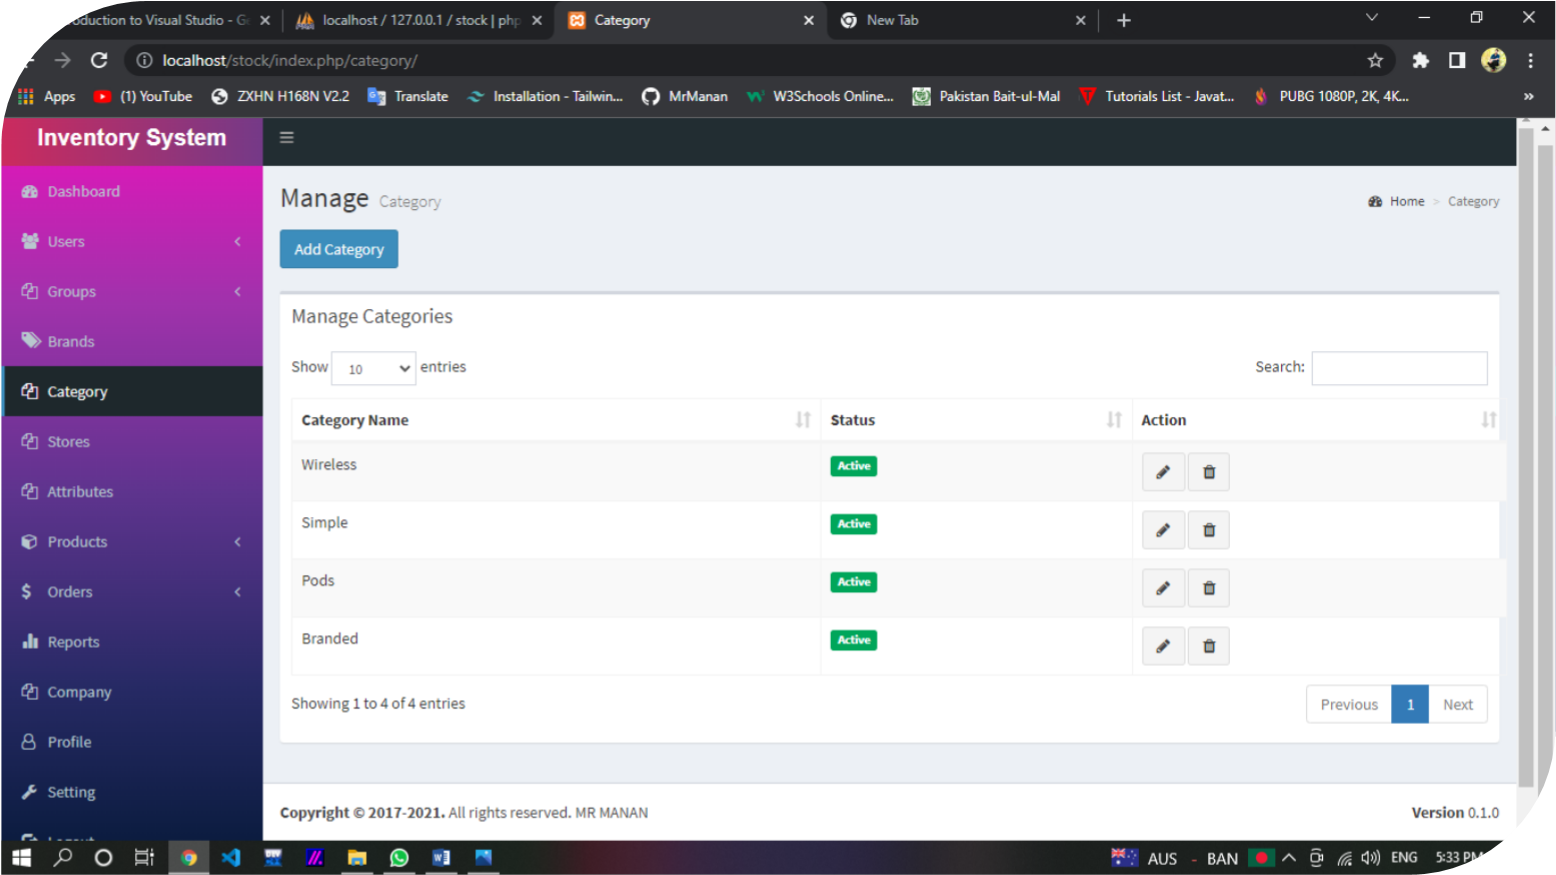 oduction to Visual Studio - G
localhost / 127.0.0.1 / stock | php
Category
New Tab
localhost/stock/index.php/category/
Apps
(1) YouTube
ZXHN H168N V2.2
Translate
Installation - Tailwin...
MrManan
W3Schools Online...
Pakistan Bait-ul-Mal
Tutorials List - Javat...
PUBG 1080P, 2K, 4K...
»
Inventory System
Dashboard
Users
Groups
Brands
Category
Stores
Attributes
Products
Orders
Reports
Company
Profile
Setting
Manage Category
Home > Category
Add Category
Manage Categories
Show 10 entries
Search:
Category Name Status Action
Wireless Active
Simple Active
Pods Active
Branded Active
Showing 1 to 4 of 4 entries
Previous 1 Next
Copyright © 2017-2021. All rights reserved. MR MANAN
Version 0.1.0
AUS - BAN
ENG
5:33 PM